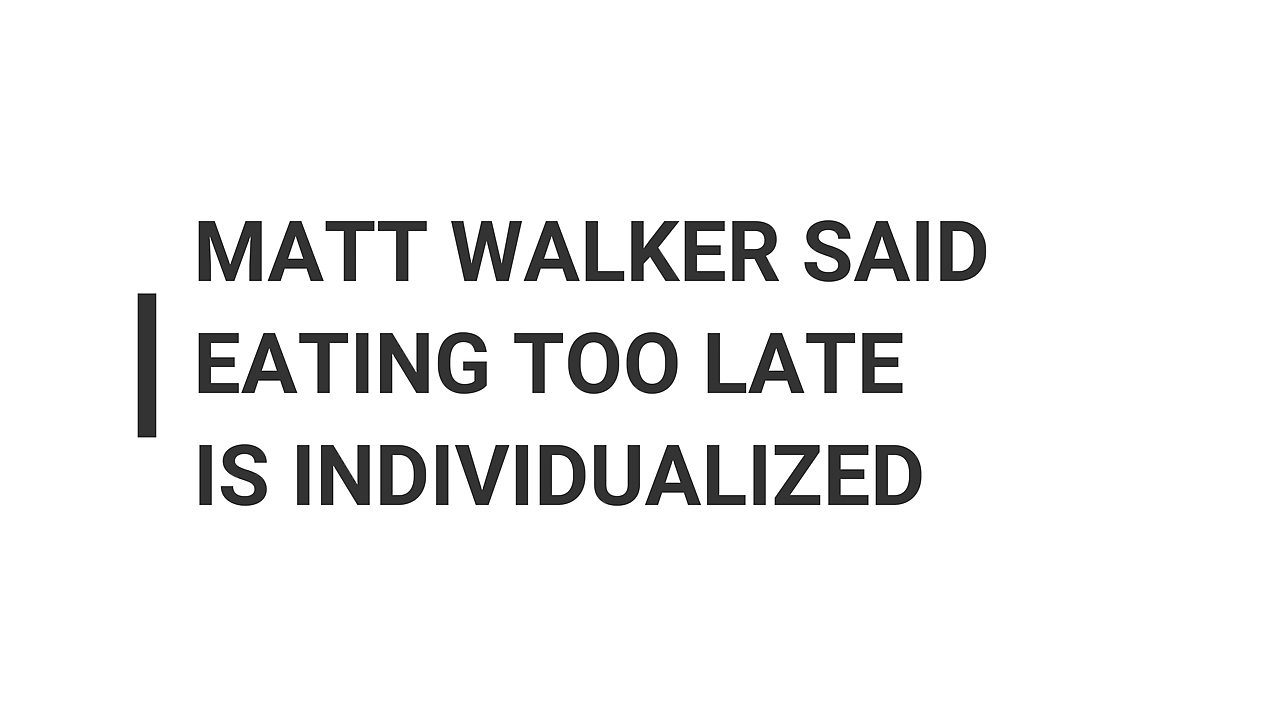 MATT WALKER SAID
EATING TOO LATE
IS INDIVIDUALIZED